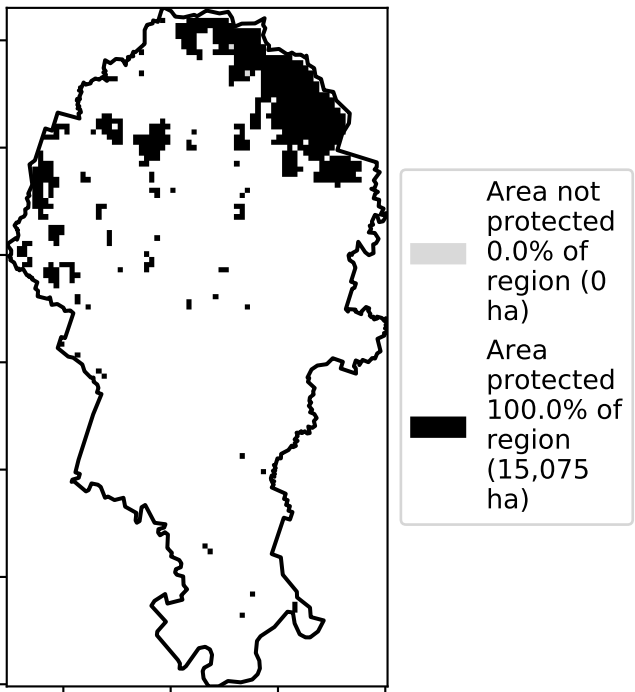 Area not
protected
0.0% of
region (0
ha)
Area
protected
100.0% of
region
(15,075
ha)